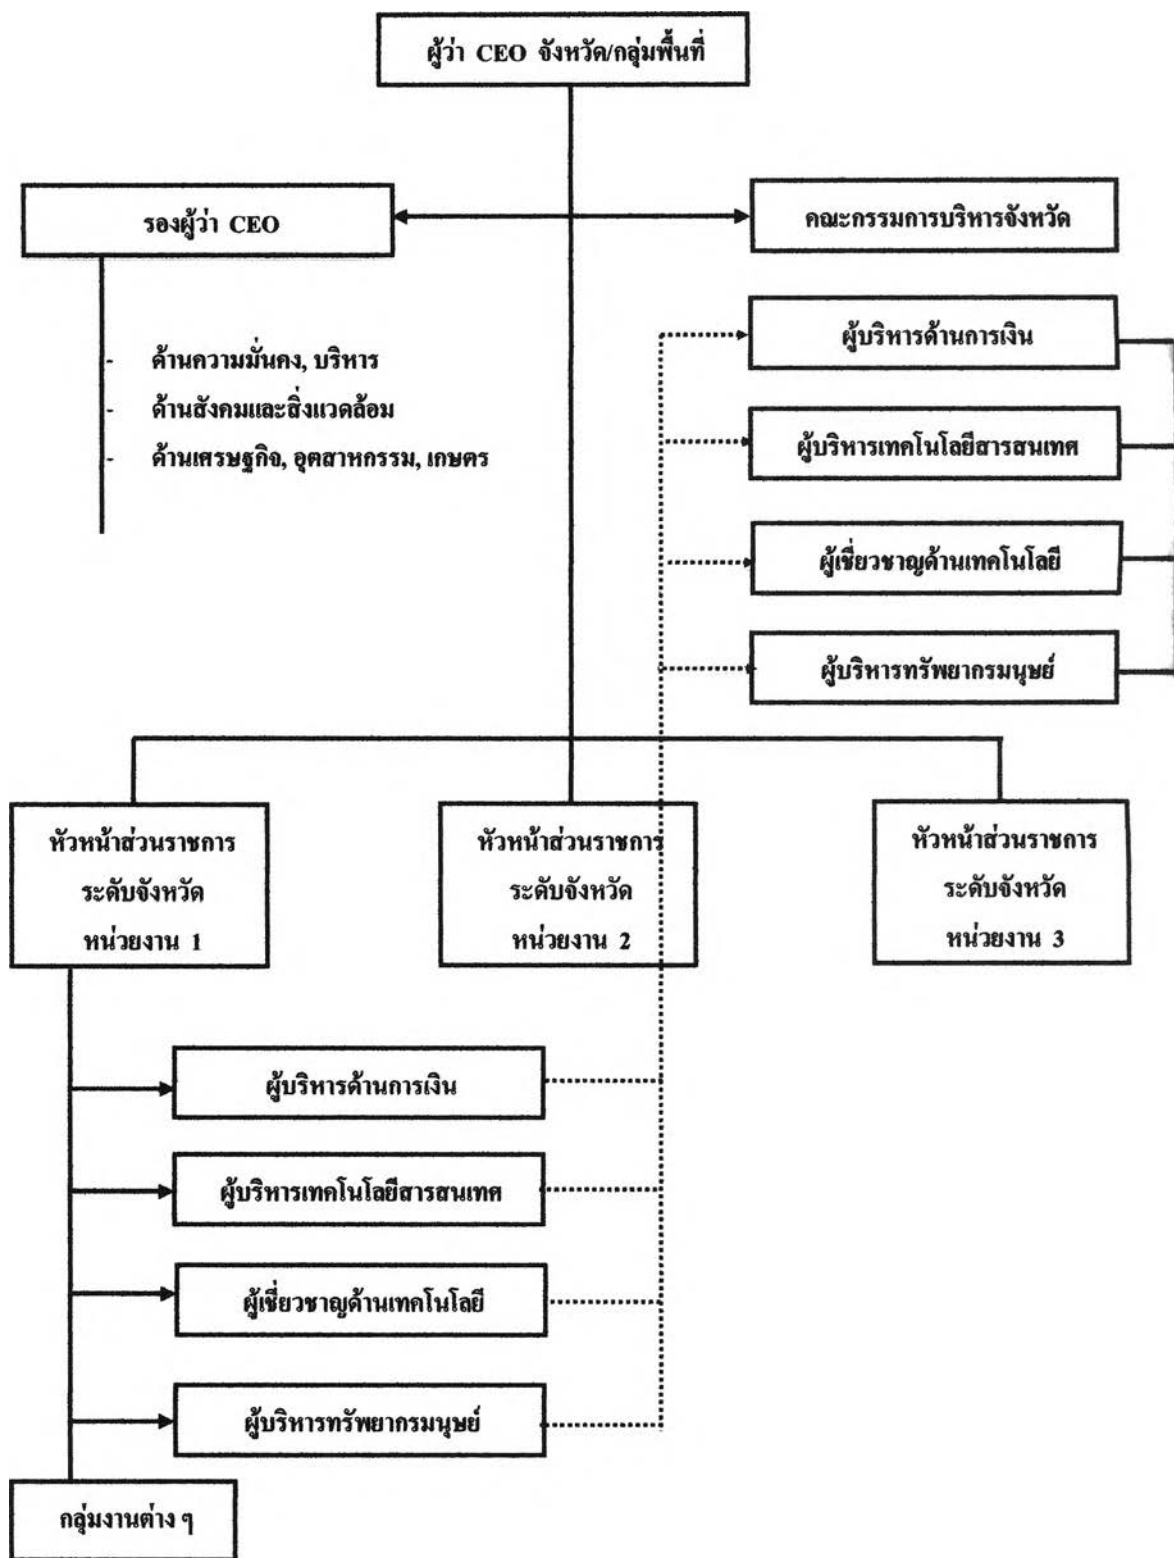 ผู้ว่า CEO จังหวัด/กลุ่มพื้นที่
รองผู้ว่า CEO
คณะกรรมการบริหารจังหวัด
- ด้านความมั่นคง, บริหาร
- ด้านสังคมและสิ่งแวดล้อม
- ด้านเศรษฐกิจ, อุตสาหกรรม, เกษตร
ผู้บริหารด้านการเงิน
ผู้บริหารเทคโนโลยีสารสนเทศ
ผู้เชี่ยวชาญด้านเทคโนโลยี
ผู้บริหารทรัพยากรมนุษย์
หัวหน้าส่วนราชการ
ระดับจังหวัด
หน่วยงาน 1
หัวหน้าส่วนราชการ
ระดับจังหวัด
หน่วยงาน 2
หัวหน้าส่วนราชการ
ระดับจังหวัด
หน่วยงาน 3
ผู้บริหารด้านการเงิน
ผู้บริหารเทคโนโลยีสารสนเทศ
ผู้เชี่ยวชาญด้านเทคโนโลยี
ผู้บริหารทรัพยากรมนุษย์
กลุ่มงานต่าง ๆ